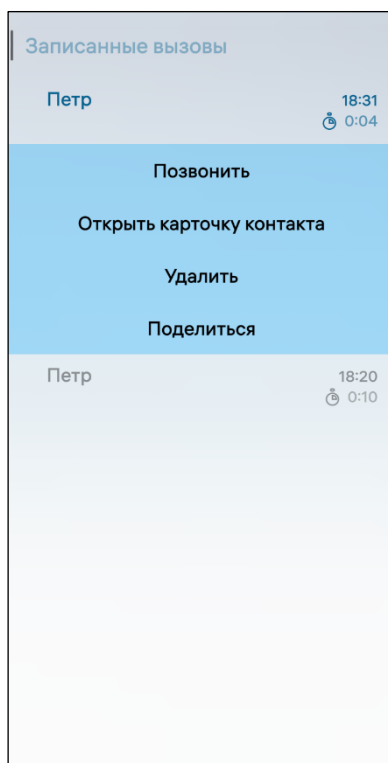 Записанные вызовы
Петр 18:31
0:04
Позвонить
Открыть карточку контакта
Удалить
Поделиться
Петр 18:20
0:10